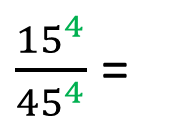 15⁴
45⁴ =